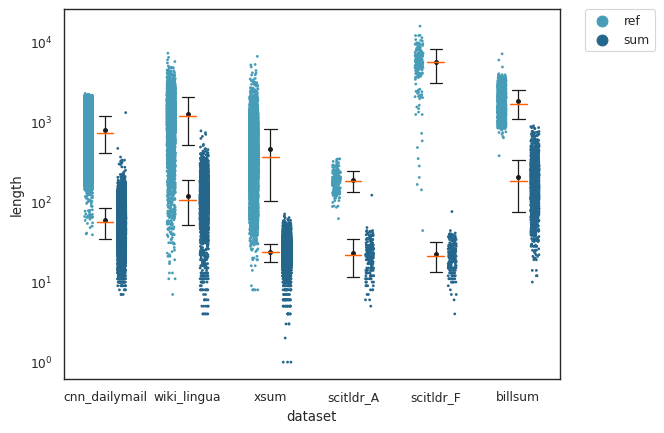 ref
sum
10^4
10^3
10^2
10^1
10^0
length
cnn_dailymail wiki_lingua xsum scitldr_A scitldr_F billsum
dataset